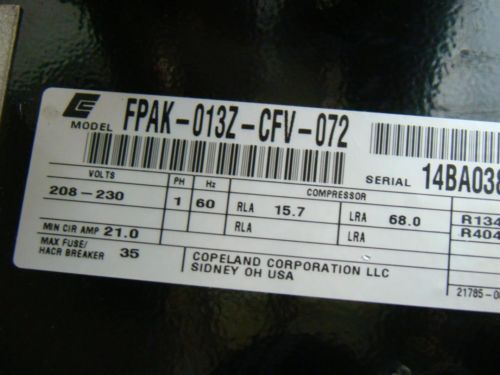 MODEL FPAK-013Z-CFV-072
SERIAL 14BA038
VOLTS PH Hz COMPRESSOR
208-230 1 60 RLA 15.7 LRA 68.0 R134
RLA LRA R404
MIN CIR AMP 21.0
MAX FUSE/
HACR BREAKER 35
COPELAND CORPORATION LLC
SIDNEY OH USA
21785-0